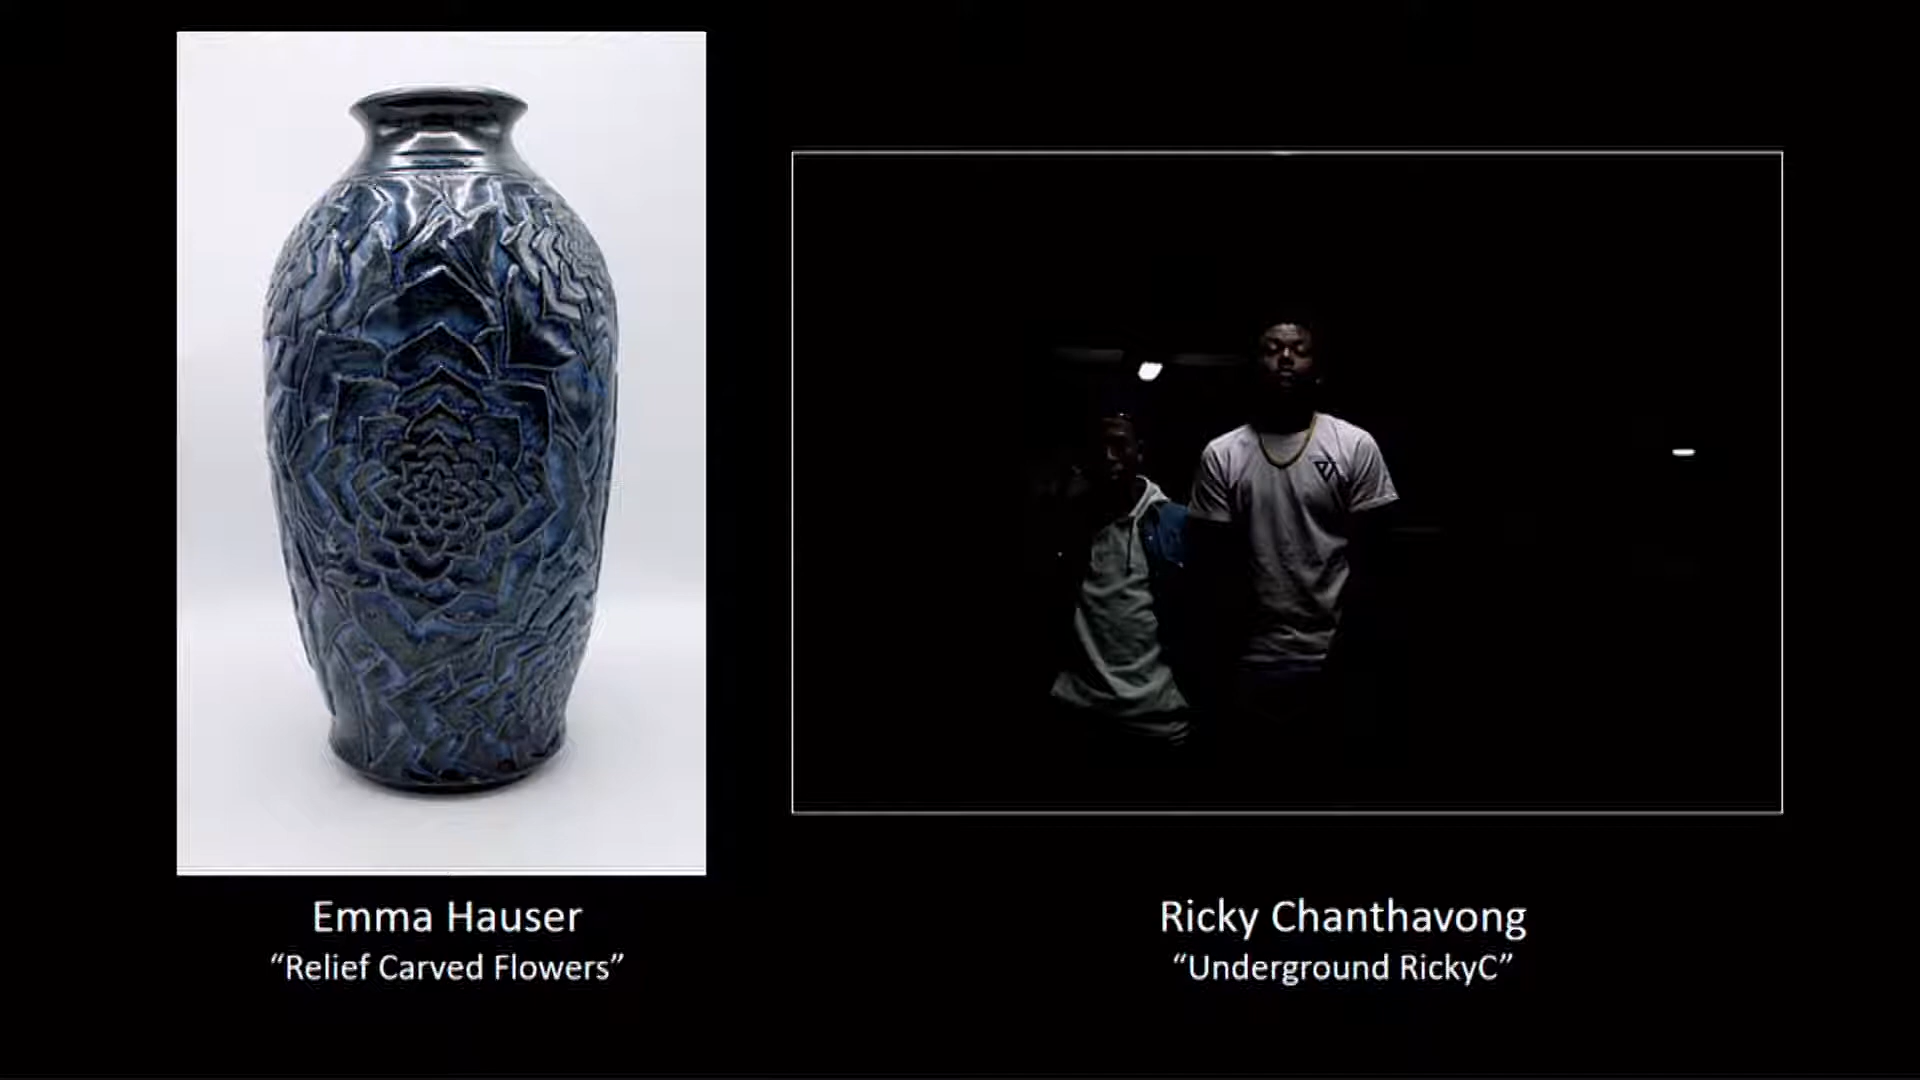 Emma Hauser
“Relief Carved Flowers”
Ricky Chanthavong
“Underground RickyC”